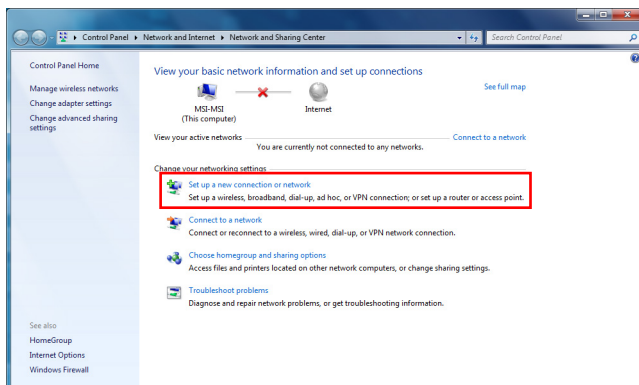 Control Panel ▸ Network and Internet ▸ Network and Sharing Center
Search Control Panel
Control Panel Home
Manage wireless networks
Change adapter settings
Change advanced sharing
settings
See also
HomeGroup
Internet Options
Windows Firewall
View your basic network information and set up connections
See full map
MSI-MSI
(This computer)
Internet
View your active networks
Connect to a network
You are currently not connected to any networks.
Change your networking settings
Set up a new connection or network
Set up a wireless, broadband, dial-up, ad hoc, or VPN connection; or set up a router or access point.
Connect to a network
Connect or reconnect to a wireless, wired, dial-up, or VPN network connection.
Choose homegroup and sharing options
Access files and printers located on other network computers, or change sharing settings.
Troubleshoot problems
Diagnose and repair network problems, or get troubleshooting information.